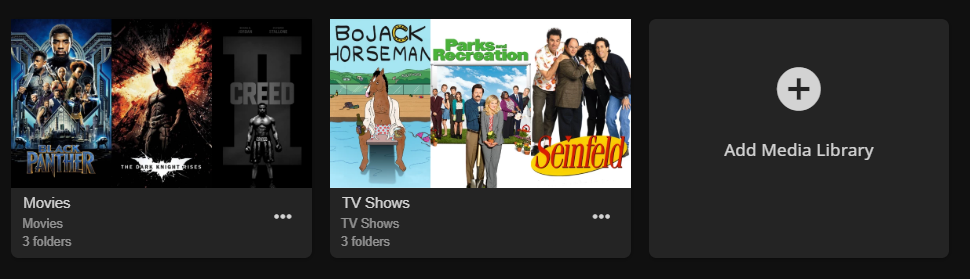 BLACK
PANTHER
THE DARK KNIGHT RISES
CREED
II
Movies
Movies
3 folders
BOJACK
HORSEMAN
Parks and
Recreation
Seinfeld
TV Shows
TV Shows
3 folders
Add Media Library